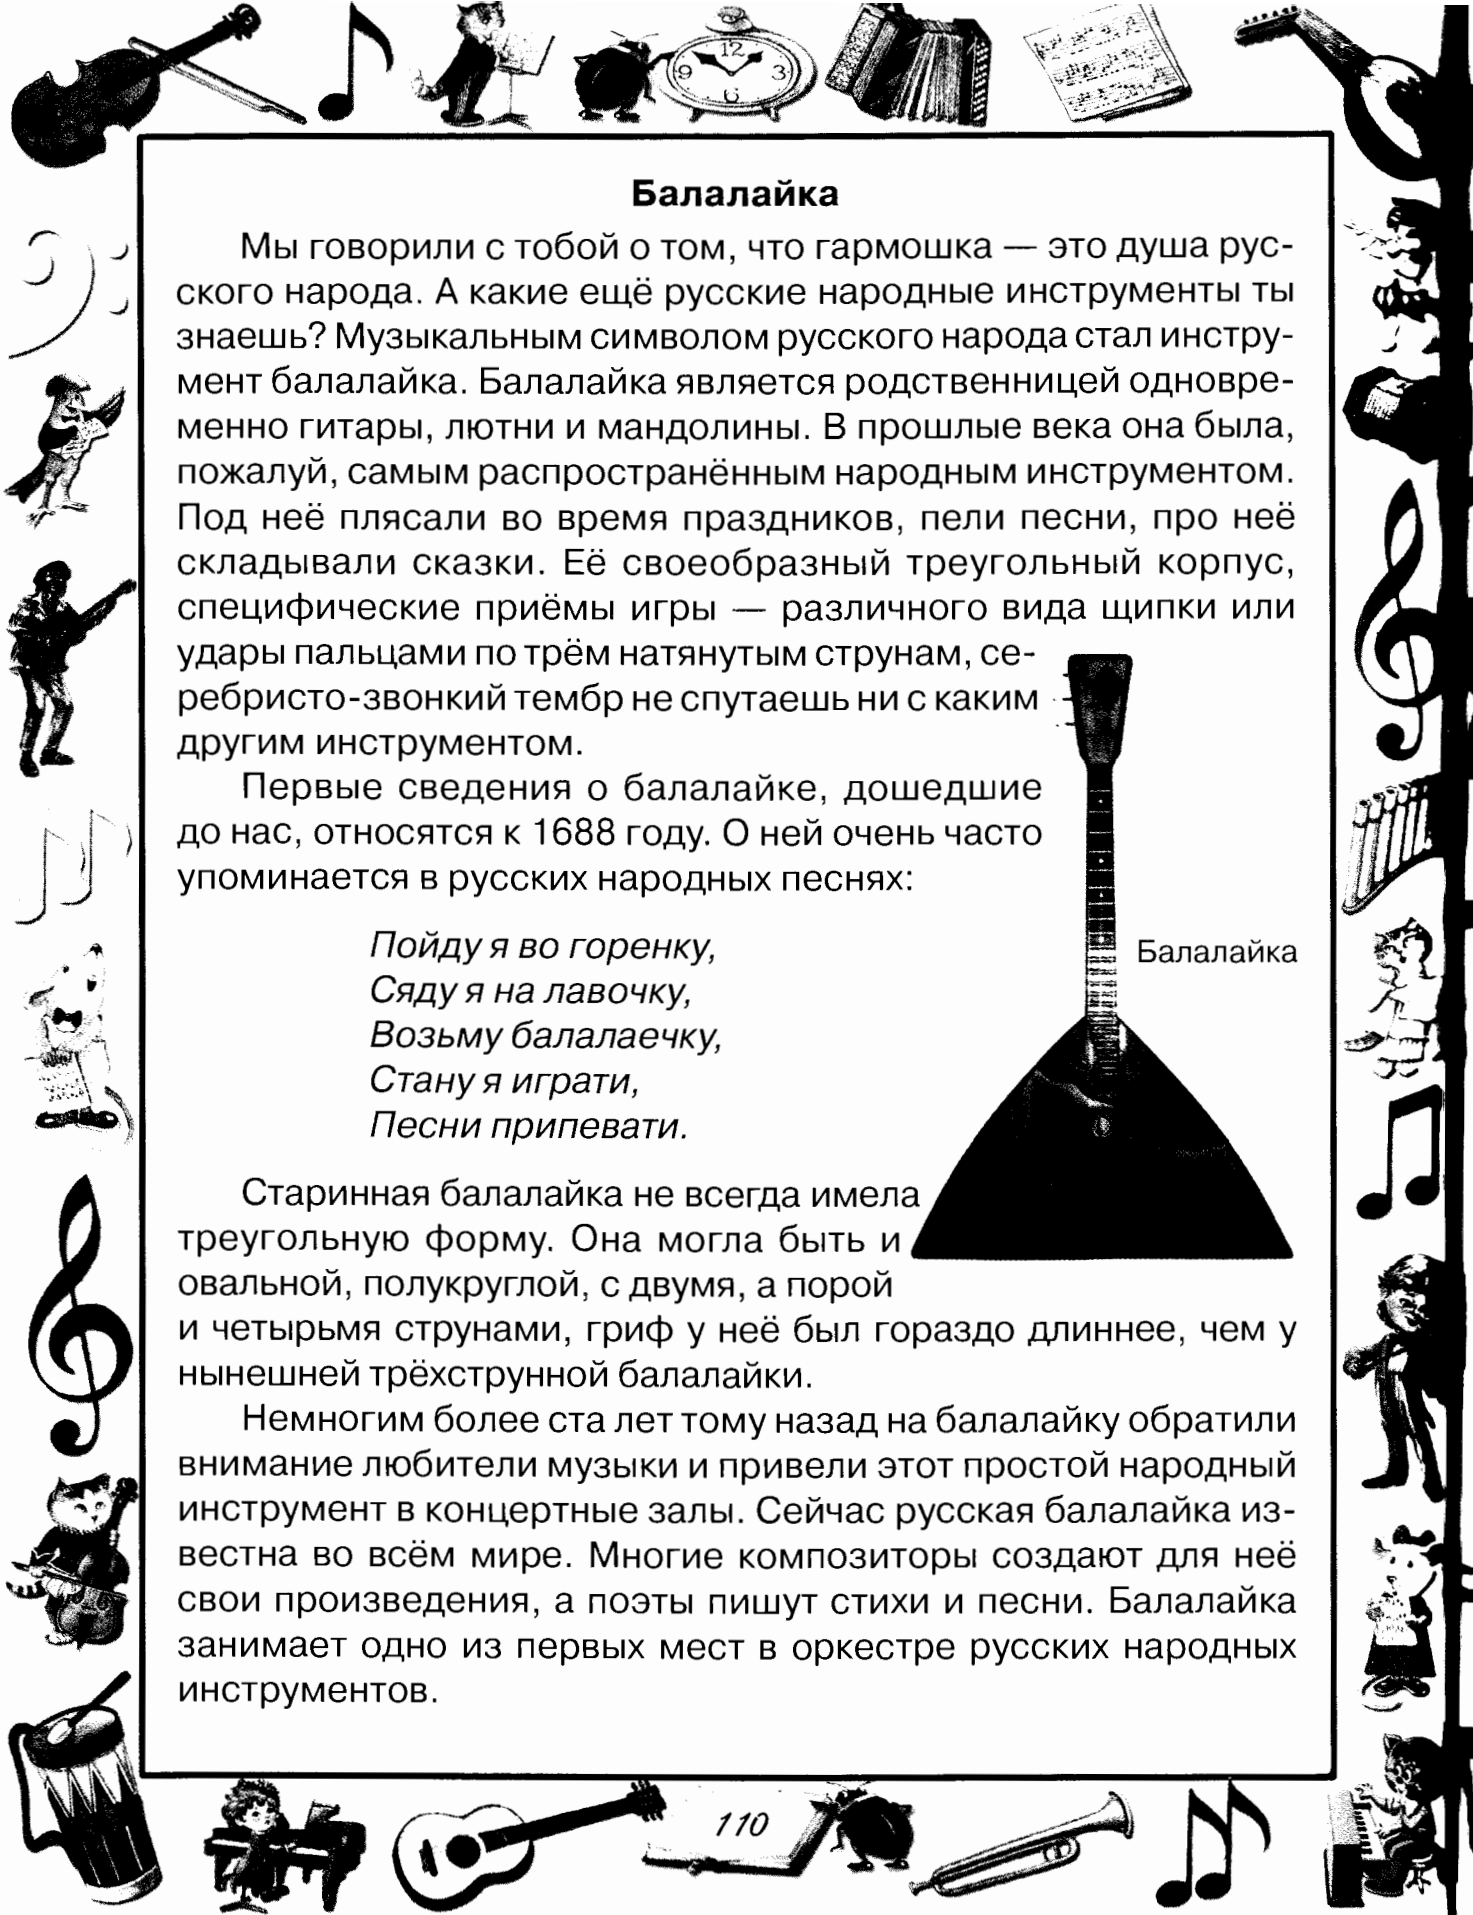 12
9
3
6
Балалайка
Мы говорили с тобой о том, что гармошка — это душа рус-
ского народа. А какие ещё русские народные инструменты ты
знаешь? Музыкальным символом русского народа стал инстру-
мент балалайка. Балалайка является родственницей одновре-
менно гитары, лютни и мандолины. В прошлые века она была,
пожалуй, самым распространённым народным инструментом.
Под неё плясали во время праздников, пели песни, про неё
складывали сказки. Её своеобразный треугольный корпус,
специфические приёмы игры — различного вида щипки или
удары пальцами по трём натянутым струнам, се-
ребристо-звонкий тембр не спутаешь ни с каким
другим инструментом.
Первые сведения о балалайке, дошедшие
до нас, относятся к 1688 году. О ней очень часто
упоминается в русских народных песнях:
Пойду я во горенку,
Сяду я на лавочку,
Возьму балалаечку,
Стану я играти,
Песни припевати.
Балалайка
Старинная балалайка не всегда имела
треугольную форму. Она могла быть и
овальной, полукруглой, с двумя, а порой
и четырьмя струнами, гриф у неё был гораздо длиннее, чем у
нынешней трёхструнной балалайки.
Немногим более ста лет тому назад на балалайку обратили
внимание любители музыки и привели этот простой народный
инструмент в концертные залы. Сейчас русская балалайка из-
вестна во всём мире. Многие композиторы создают для неё
свои произведения, а поэты пишут стихи и песни. Балалайка
занимает одно из первых мест в оркестре русских народных
инструментов.
110